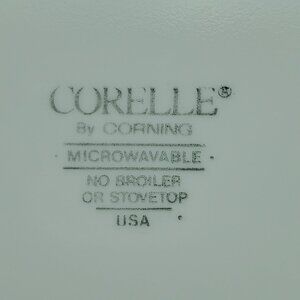 CORELLE®
By CORNING
· MICROWAVABLE ·
NO BROILER
OR STOVETOP
USA